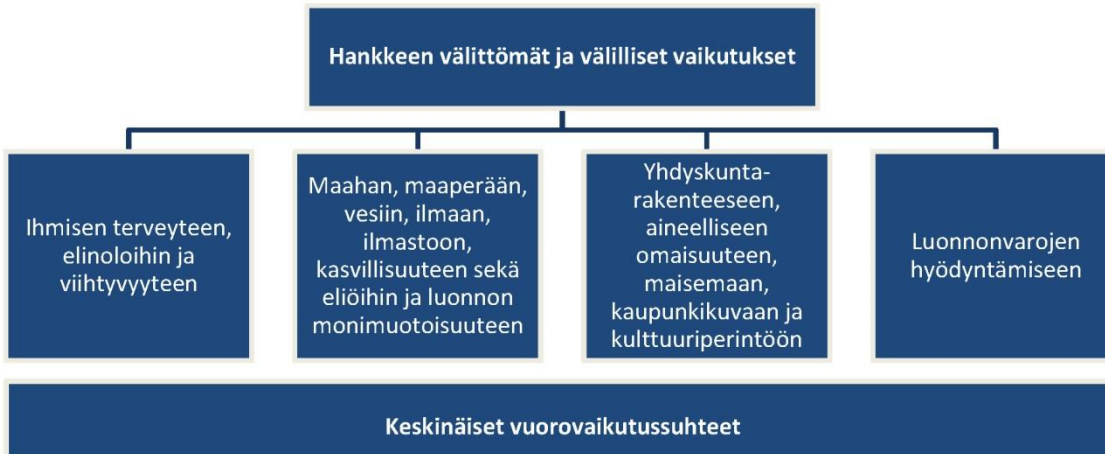 Hankkeen välittömät ja välilliset vaikutukset
Ihmisen terveyteen,
elinoloihin ja
viihtyvyyteen
Maahan, maaperään,
vesiin, ilmaan,
ilmastoon,
kasvillisuuteen sekä
eliöihin ja luonnon
monimuotoisuuteen
Yhdyskunta-
rakenteeseen,
aineelliseen
omaisuuteen,
maisemaan,
kaupunkikuvaan ja
kulttuuriperintöön
Luonnonvarojen
hyödyntämiseen
Keskinäiset vuorovaikutussuhteet